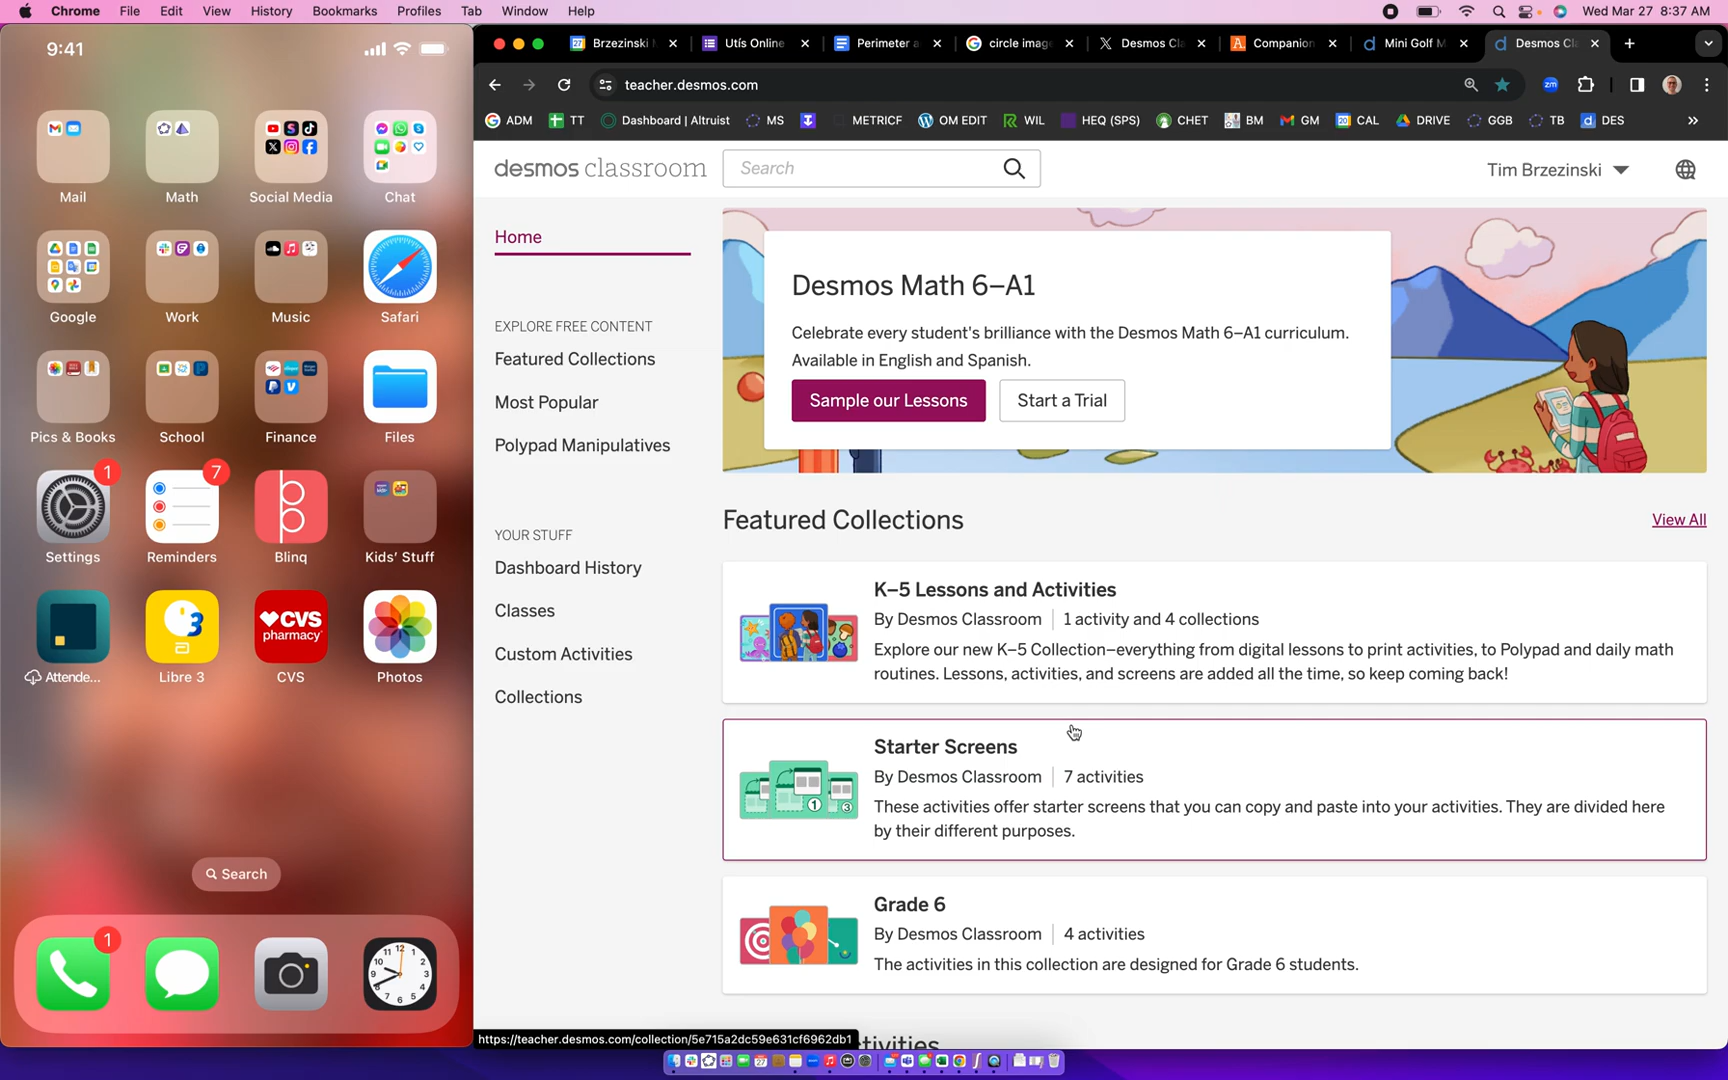 Chrome File Edit View History Bookmarks Profiles Tab Window Help Wed Mar 27 8:37 AM
9:41
Mail Math Social Media Chat
Google Work Music Safari
Pics & Books School Finance Files
1 7
Settings Reminders Blinq Kids' Stuff
3 CVS pharmacy
Attende... Libre 3 CVS Photos
Search
1
Brzezinski Utis Online Perimeter circle image Desmos Cla Companion Mini Golf M Desmos Cla
teacher.desmos.com
ADM TT Dashboard | Altruist MS METRICF OM EDIT WIL HEQ (SPS) CHET BM GM CAL DRIVE GGB TB DES
desmos classroom Search Tim Brzezinski
Home
EXPLORE FREE CONTENT
Featured Collections
Most Popular
Polypad Manipulatives
YOUR STUFF
Dashboard History
Classes
Custom Activities
Collections
Desmos Math 6–A1
Celebrate every student's brilliance with the Desmos Math 6–A1 curriculum.
Available in English and Spanish.
Sample our Lessons Start a Trial
Featured Collections View All
K–5 Lessons and Activities
By Desmos Classroom 1 activity and 4 collections
Explore our new K–5 Collection–everything from digital lessons to print activities, to Polypad and daily math
routines. Lessons, activities, and screens are added all the time, so keep coming back!
Starter Screens
By Desmos Classroom 7 activities
These activities offer starter screens that you can copy and paste into your activities. They are divided here
by their different purposes.
Grade 6
By Desmos Classroom 4 activities
The activities in this collection are designed for Grade 6 students.
https://teacher.desmos.com/collection/5e715a2dc59e631cf6962db1